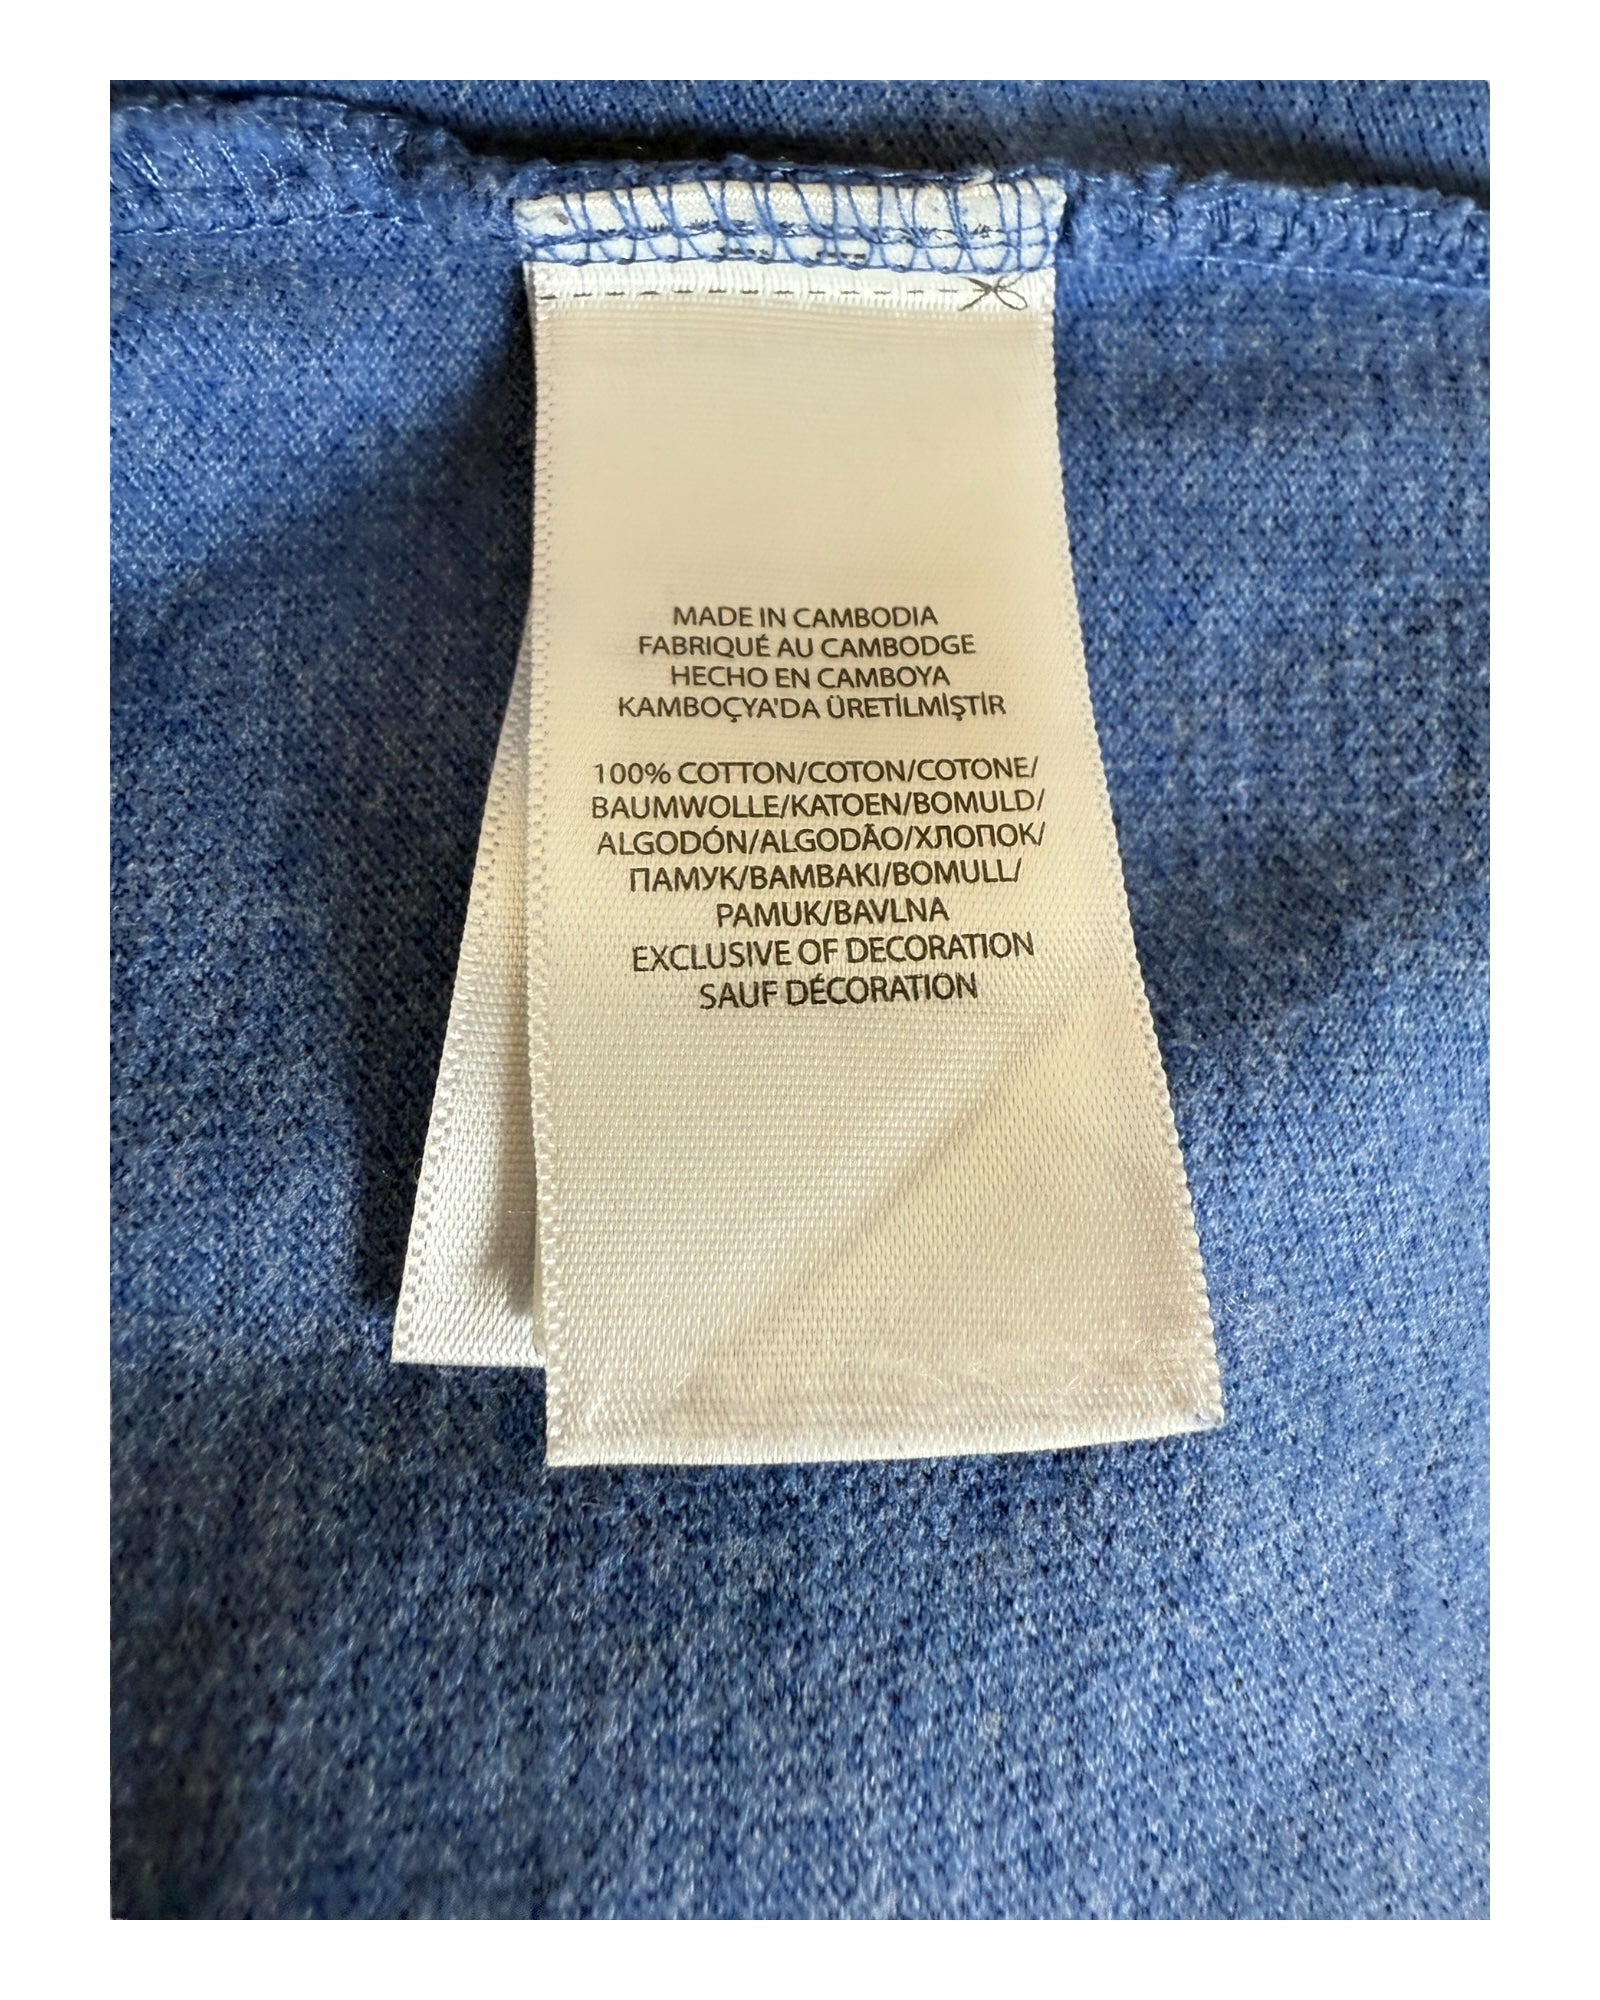 MADE IN CAMBODIA
FABRIQUÉ AU CAMBODGE
HECHO EN CAMBOYA
KAMBOÇYA'DA ÜRETİLMİŞTİR
100% COTTON/COTON/COTONE/
BAUMWOLLE/KATOEN/BOMULD/
ALGODÓN/ALGODÃO/ХЛОПОК/
ПАМУК/BAMBAKI/BOMULL/
PAMUK/BAVLNA
EXCLUSIVE OF DECORATION
SAUF DÉCORATION